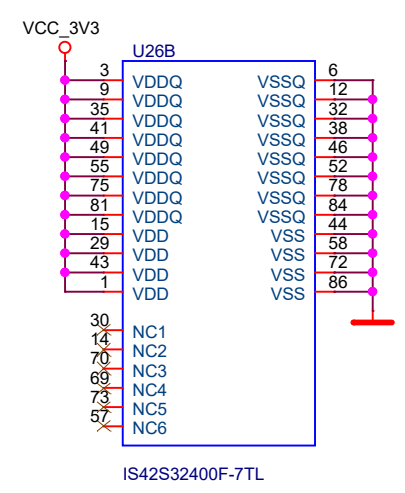 VCC_3V3
U26B
3 VDDQ VSSQ 6
9 VDDQ VSSQ 12
35 VDDQ VSSQ 32
41 VDDQ VSSQ 38
49 VDDQ VSSQ 46
55 VDDQ VSSQ 52
75 VDDQ VSSQ 78
81 VDDQ VSSQ 84
15 VDD VSS 44
29 VDD VSS 58
43 VDD VSS 72
1 VDD VSS 86
30 NC1
14 NC2
70 NC3
69 NC4
73 NC5
57 NC6
IS42S32400F-7TL